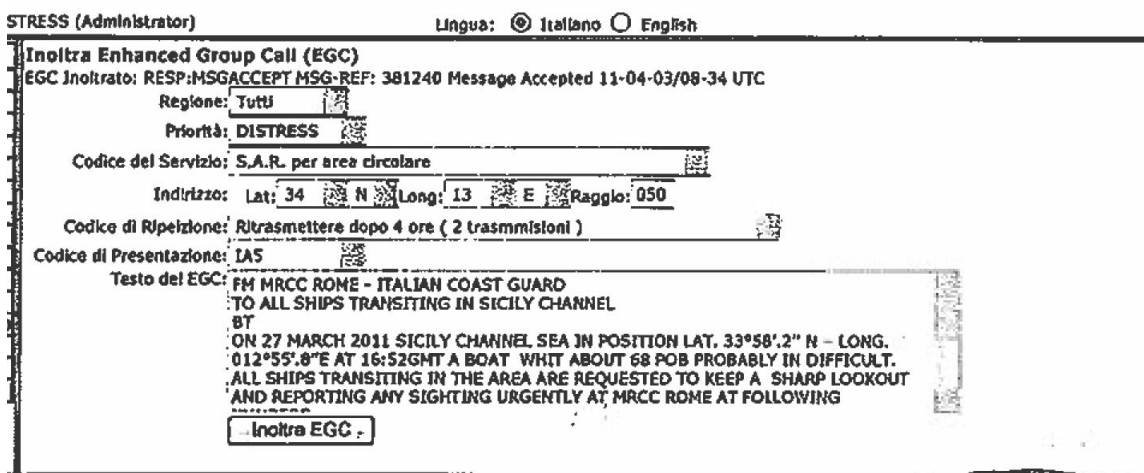 STRESS (Administrator) Lingua: Italiano English
Inoltra Enhanced Group Call (EGC)
EGC Inoltrato: RESP:MSGACCEPT MSG-REF: 381240 Message Accepted 11-04-03/08-34 UTC
Regione: Tutti
Priorità: DISTRESS
Codice del Servizio: S.A.R. per area circolare
Indirizzo: Lat: 34 N Long: 13 E Raggio: 050
Codice di Ripeizione: Ritrasmettere dopo 4 ore ( 2 trasmmisioni )
Codice di Presentazione: IA5
Testo del EGC: FM MRCC ROME - ITALIAN COAST GUARD
TO ALL SHIPS TRANSITING IN SICILY CHANNEL
BT
ON 27 MARCH 2011 SICILY CHANNEL SEA IN POSITION LAT. 33°58'.2" N – LONG.
012°55'.8"E AT 16:52GMT A BOAT WHIT ABOUT 68 POB PROBABLY IN DIFFICULT.
ALL SHIPS TRANSITING IN THE AREA ARE REQUESTED TO KEEP A SHARP LOOKOUT
AND REPORTING ANY SIGHTING URGENTLY AT MRCC ROME AT FOLLOWING
Inoltra EGC